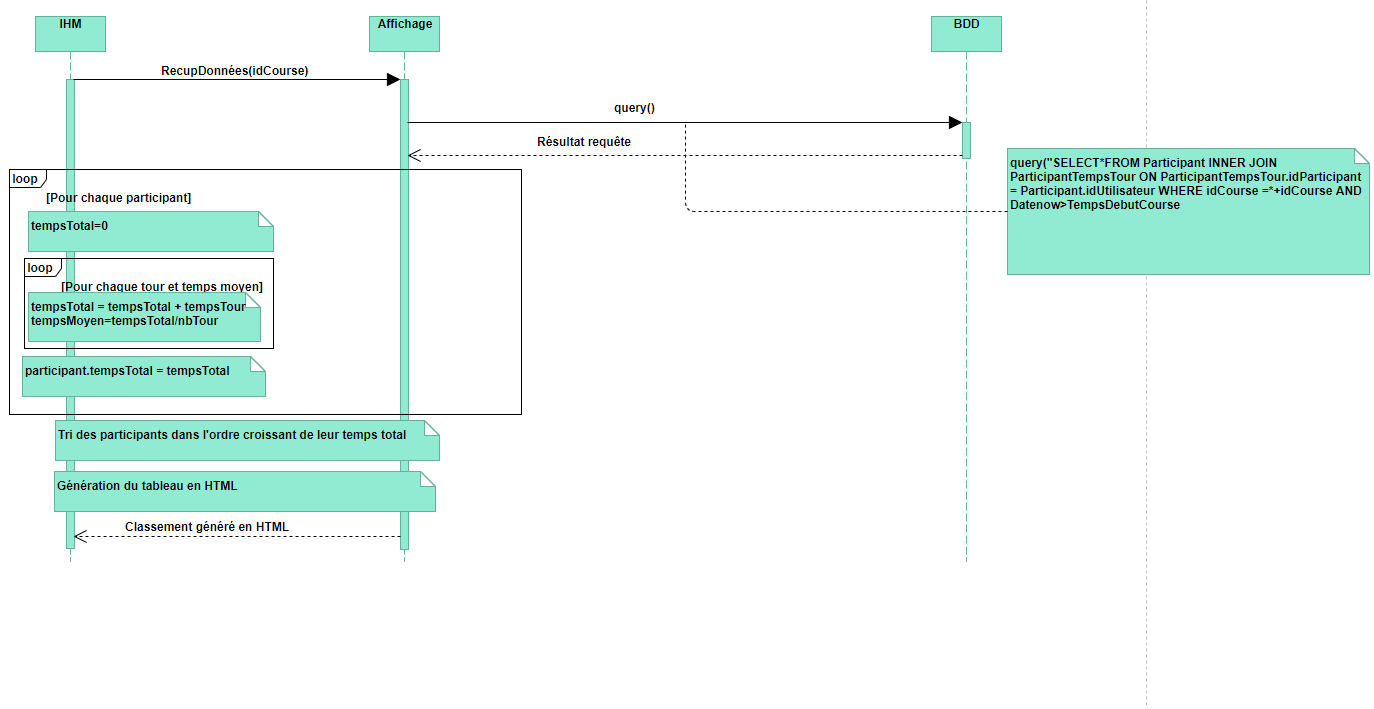 IHM
Affichage
BDD
RecupDonnées(idCourse)
query()
Résultat requête
query("SELECT*FROM Participant INNER JOIN
ParticipantTempsTour ON ParticipantTempsTour.idParticipant
= Participant.idUtilisateur WHERE idCourse =*+idCourse AND
Datenow>TempsDebutCourse
loop
[Pour chaque participant]
tempsTotal=0
loop
[Pour chaque tour et temps moyen]
tempsTotal = tempsTotal + tempsTour
tempsMoyen=tempsTotal/nbTour
participant.tempsTotal = tempsTotal
Tri des participants dans l'ordre croissant de leur temps total
Génération du tableau en HTML
Classement généré en HTML